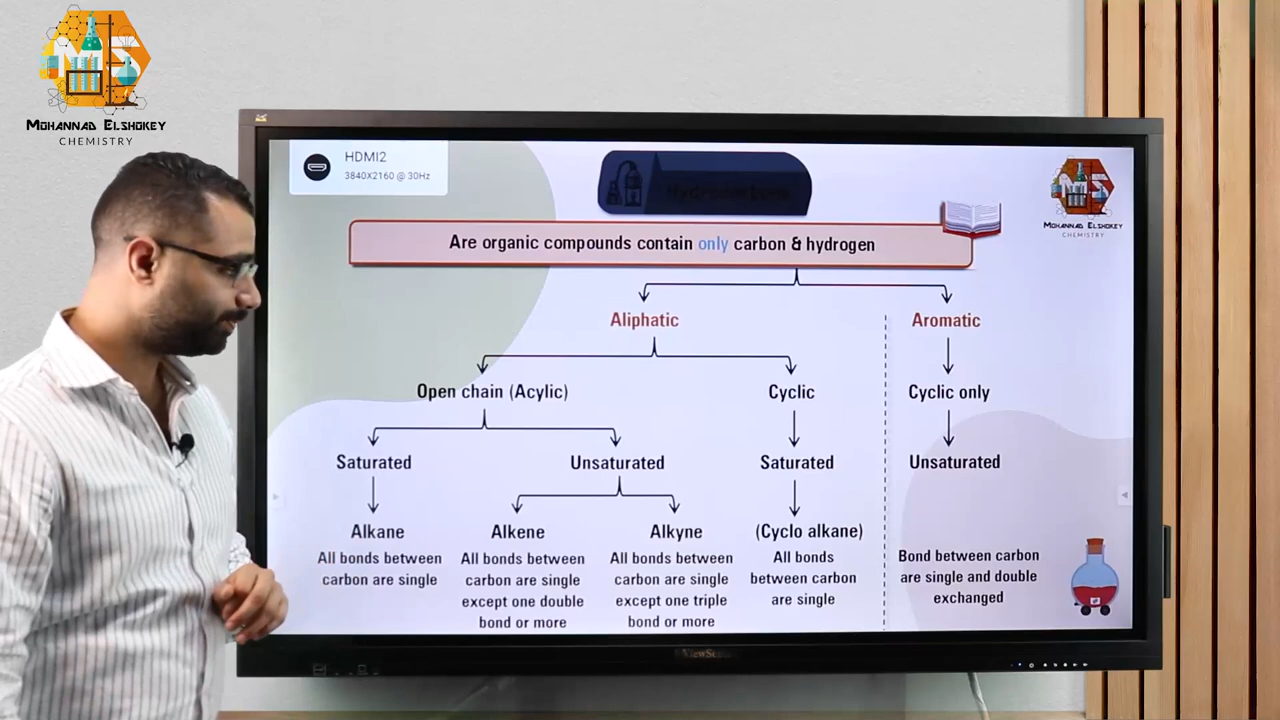 MS
MOHANNAD ELSHOKEY
CHEMISTRY
HDMI2
3840X2160 @ 30Hz
Hydrocarbons
MOHANNAD ELSHOKEY
CHEMISTRY
Are organic compounds contain only carbon & hydrogen
Aliphatic
Aromatic
Open chain (Acylic)
Cyclic
Cyclic only
Saturated
Unsaturated
Saturated
Unsaturated
Alkane
Alkene
Alkyne
(Cyclo alkane)
All bonds between
carbon are single
All bonds between
carbon are single
except one double
bond or more
All bonds between
carbon are single
except one triple
bond or more
All bonds
between carbon
are single
Bond between carbon
are single and double
exchanged
ViewSonic